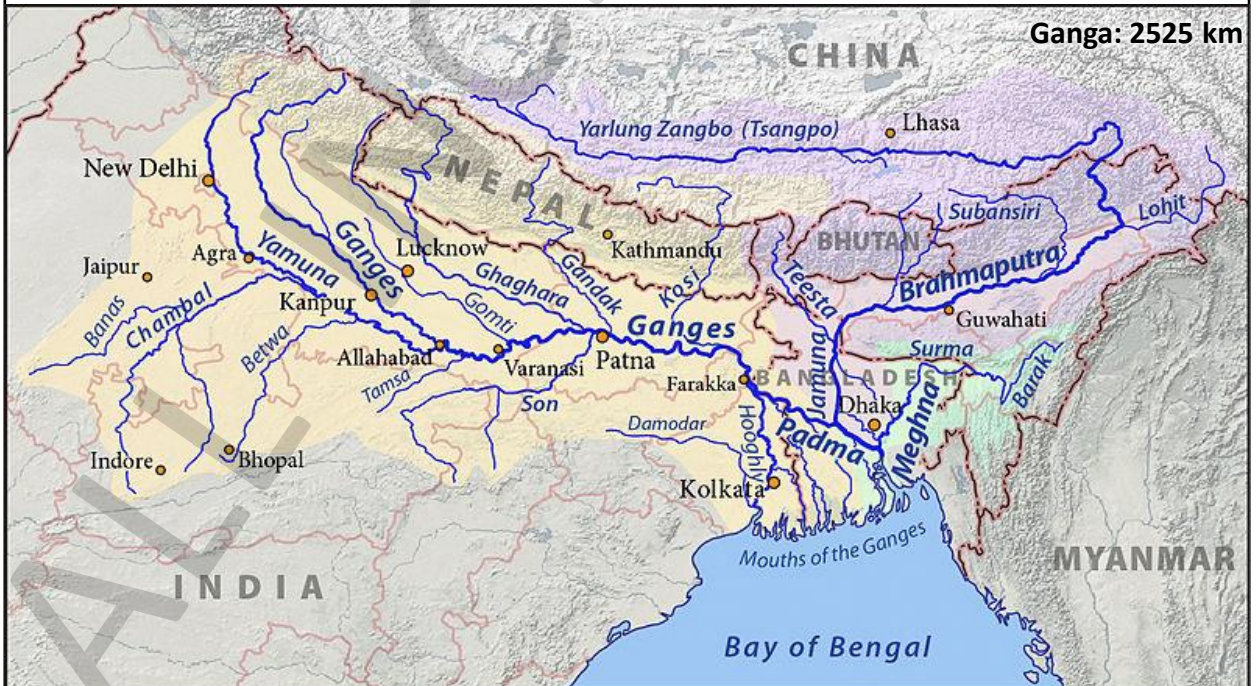 Ganga: 2525 km
CHINA
Yarlung Zangbo (Tsangpo)
Lhasa
New Delhi
NEPAL
Subansiri
Lohit
Ganges
BHUTAN
Agra
Yamuna
Lucknow
Kathmandu
Jaipur
Ghaghara
Gandak
Kosi
Teesta
Brahmaputra
Banas
Chambal
Kanpur
Gomti
Guwahati
Betwa
Ganges
Allahabad
Varanasi
Patna
Jamuna
Surma
Tamsa
Farakka
BANGLADESH
Barak
Son
Dhaka
Damodar
Hooghly
Padma
Meghna
Indore
Bhopal
Kolkata
Mouths of the Ganges
INDIA
MYANMAR
Bay of Bengal